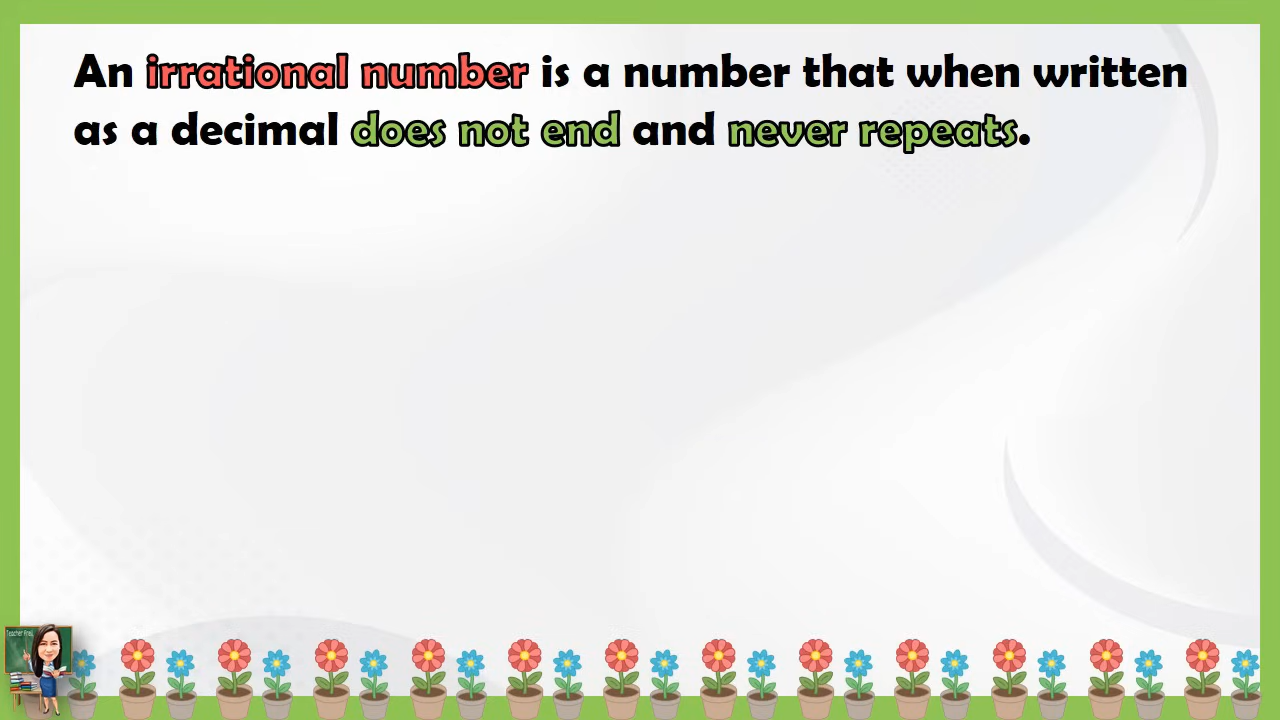 An irrational number is a number that when written
as a decimal does not end and never repeats.